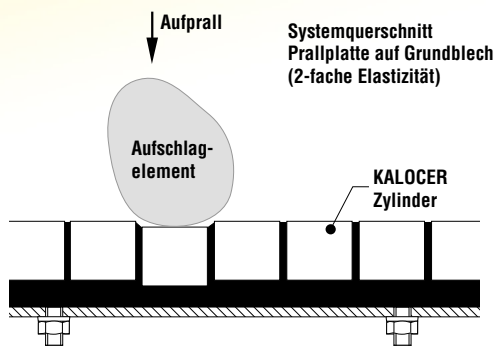 Aufprall
Systemquerschnitt
Prallplatte auf Grundblech
(2-fache Elastizität)
Aufschlag-
element
KALOCER
Zylinder